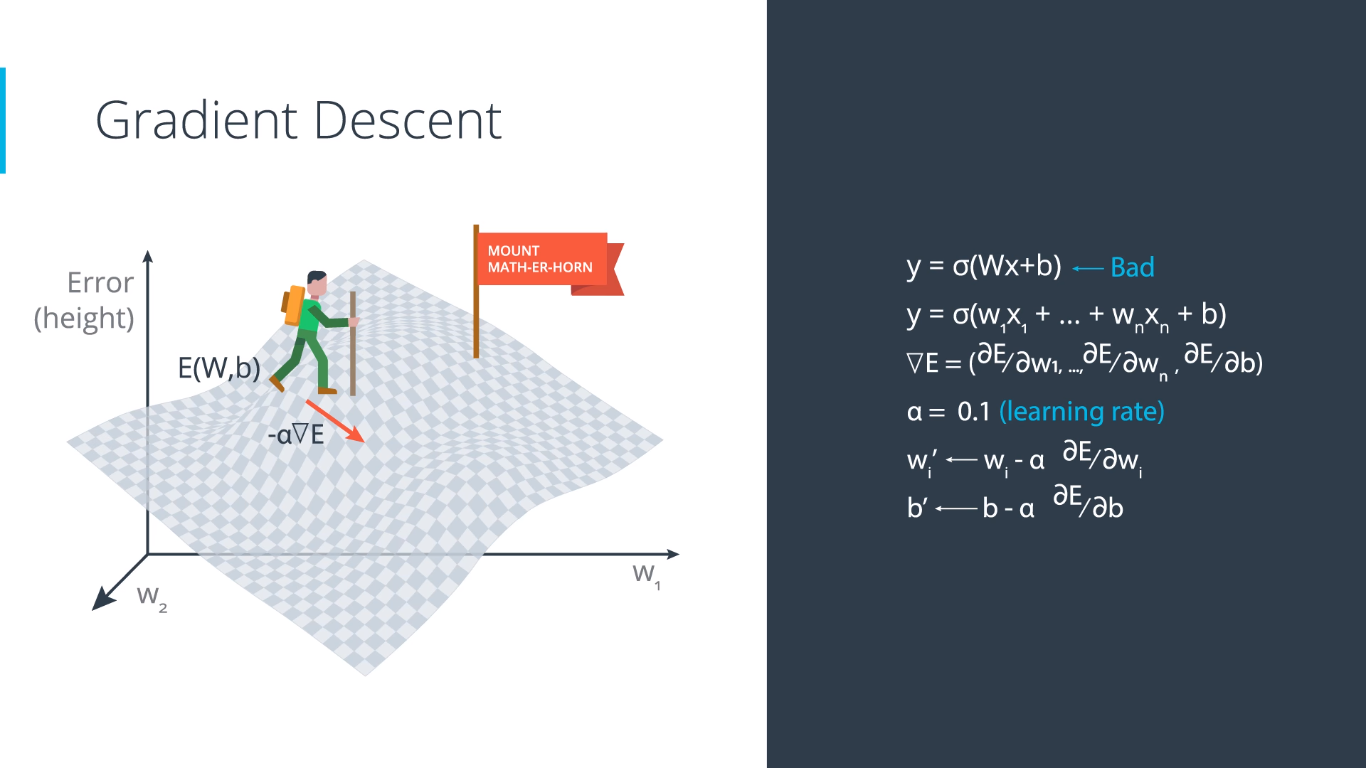 Gradient Descent
MOUNT
MATH-ER-HORN
Error
(height)
E(W,b)
-α∇E
w₁
w₂
y = σ(Wx+b) ← Bad
y = σ(w₁x₁ + ... + wₙxₙ + b)
∇E = (∂E/∂w₁, ...,∂E/∂wₙ , ∂E/∂b)
α = 0.1 (learning rate)
wᵢ′ ← wᵢ - α ∂E/∂wᵢ
b′ ← b - α ∂E/∂b